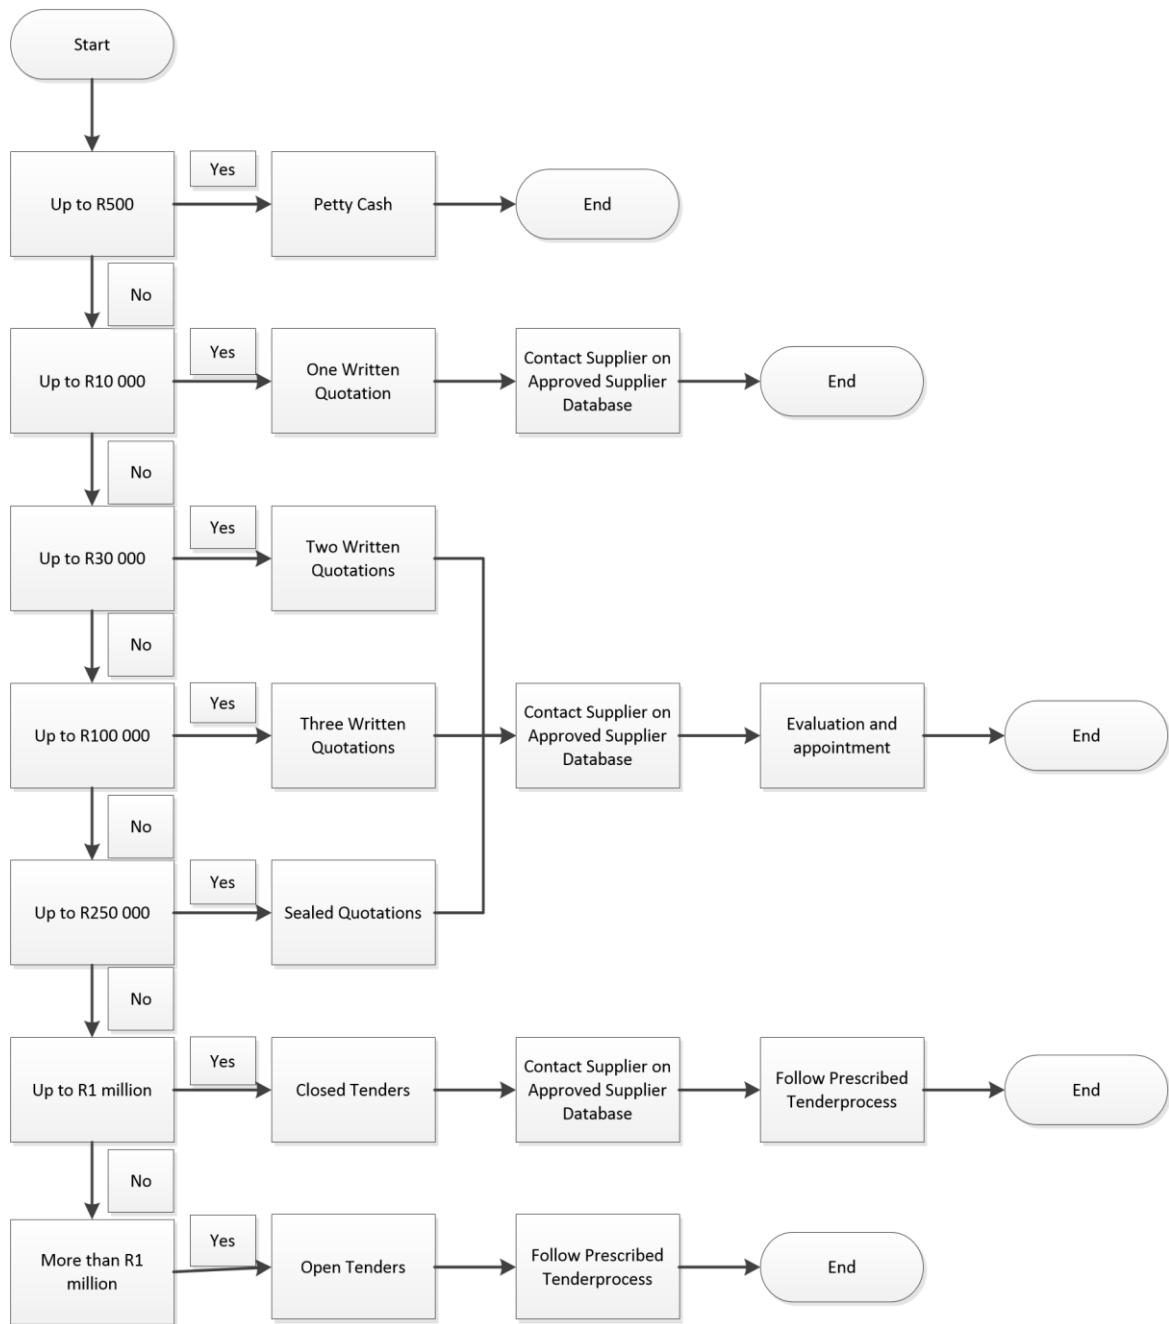 Start
Up to R500
Yes
Petty Cash
End
No
Up to R10 000
Yes
One Written
Quotation
Contact Supplier on
Approved Supplier
Database
End
No
Up to R30 000
Yes
Two Written
Quotations
No
Up to R100 000
Yes
Three Written
Quotations
Contact Supplier on
Approved Supplier
Database
Evaluation and
appointment
End
No
Up to R250 000
Yes
Sealed Quotations
No
Up to R1 million
Yes
Closed Tenders
Contact Supplier on
Approved Supplier
Database
Follow Prescribed
Tenderprocess
End
No
More than R1
million
Yes
Open Tenders
Follow Prescribed
Tenderprocess
End